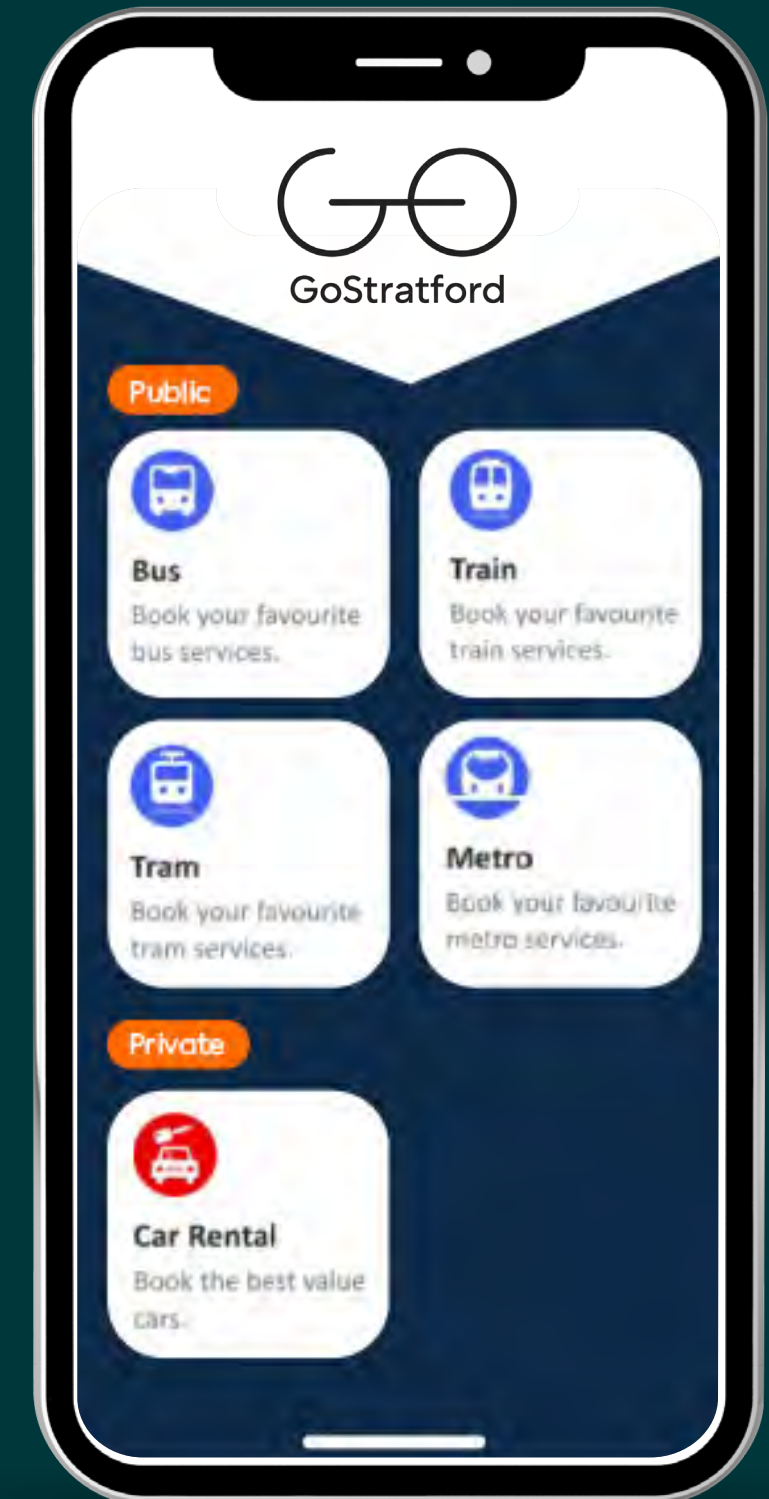 GO
GoStratford
Public
Bus
Book your favourite
bus services.
Train
Book your favourite
train services.
Tram
Book your favourite
tram services.
Metro
Book your favourite
metro services.
Private
Car Rental
Book the best value
cars.